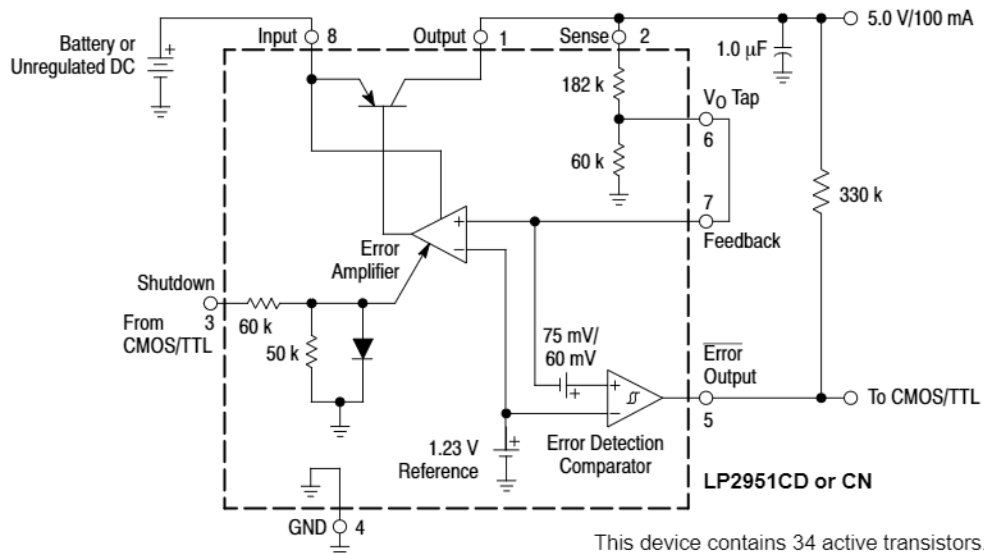 Battery or
Unregulated DC
+
Input
8
Output
1
Sense
2
5.0 V/100 mA
1.0 μF
182 k
VO Tap
6
60 k
7
Feedback
330 k
+
−
Error
Amplifier
Shutdown
3
From
CMOS/TTL
60 k
50 k
75 mV/
60 mV
+
+
−
Error
Output
5
To CMOS/TTL
1.23 V
Reference
+
Error Detection
Comparator
LP2951CD or CN
GND
4
This device contains 34 active transistors.